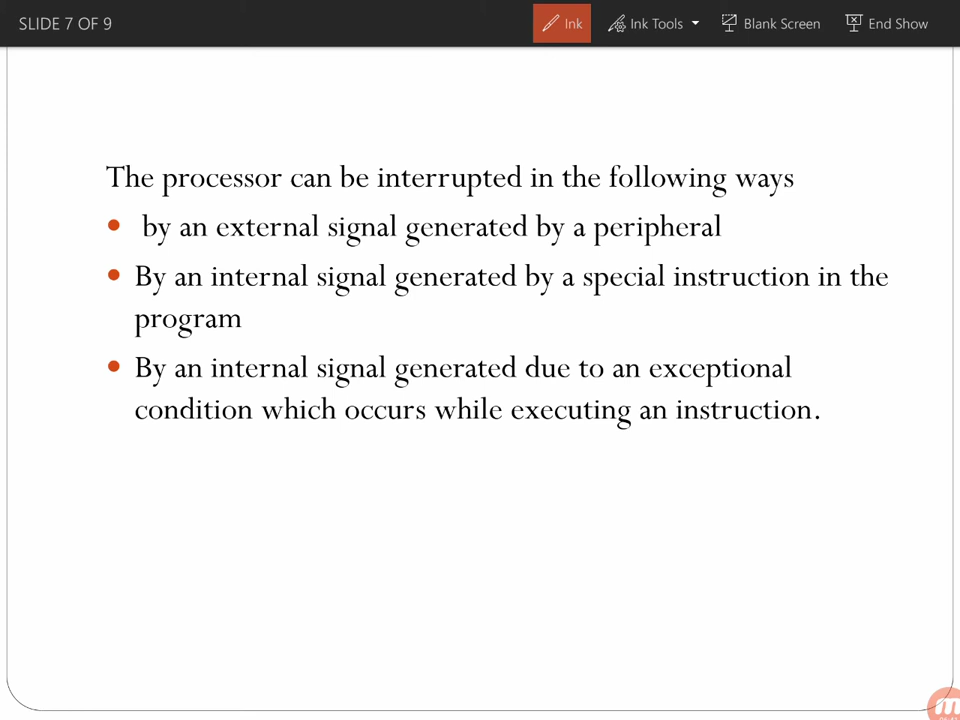 SLIDE 7 OF 9
Ink
Ink Tools
Blank Screen
End Show
The processor can be interrupted in the following ways
by an external signal generated by a peripheral
By an internal signal generated by a special instruction in the
program
By an internal signal generated due to an exceptional
condition which occurs while executing an instruction.